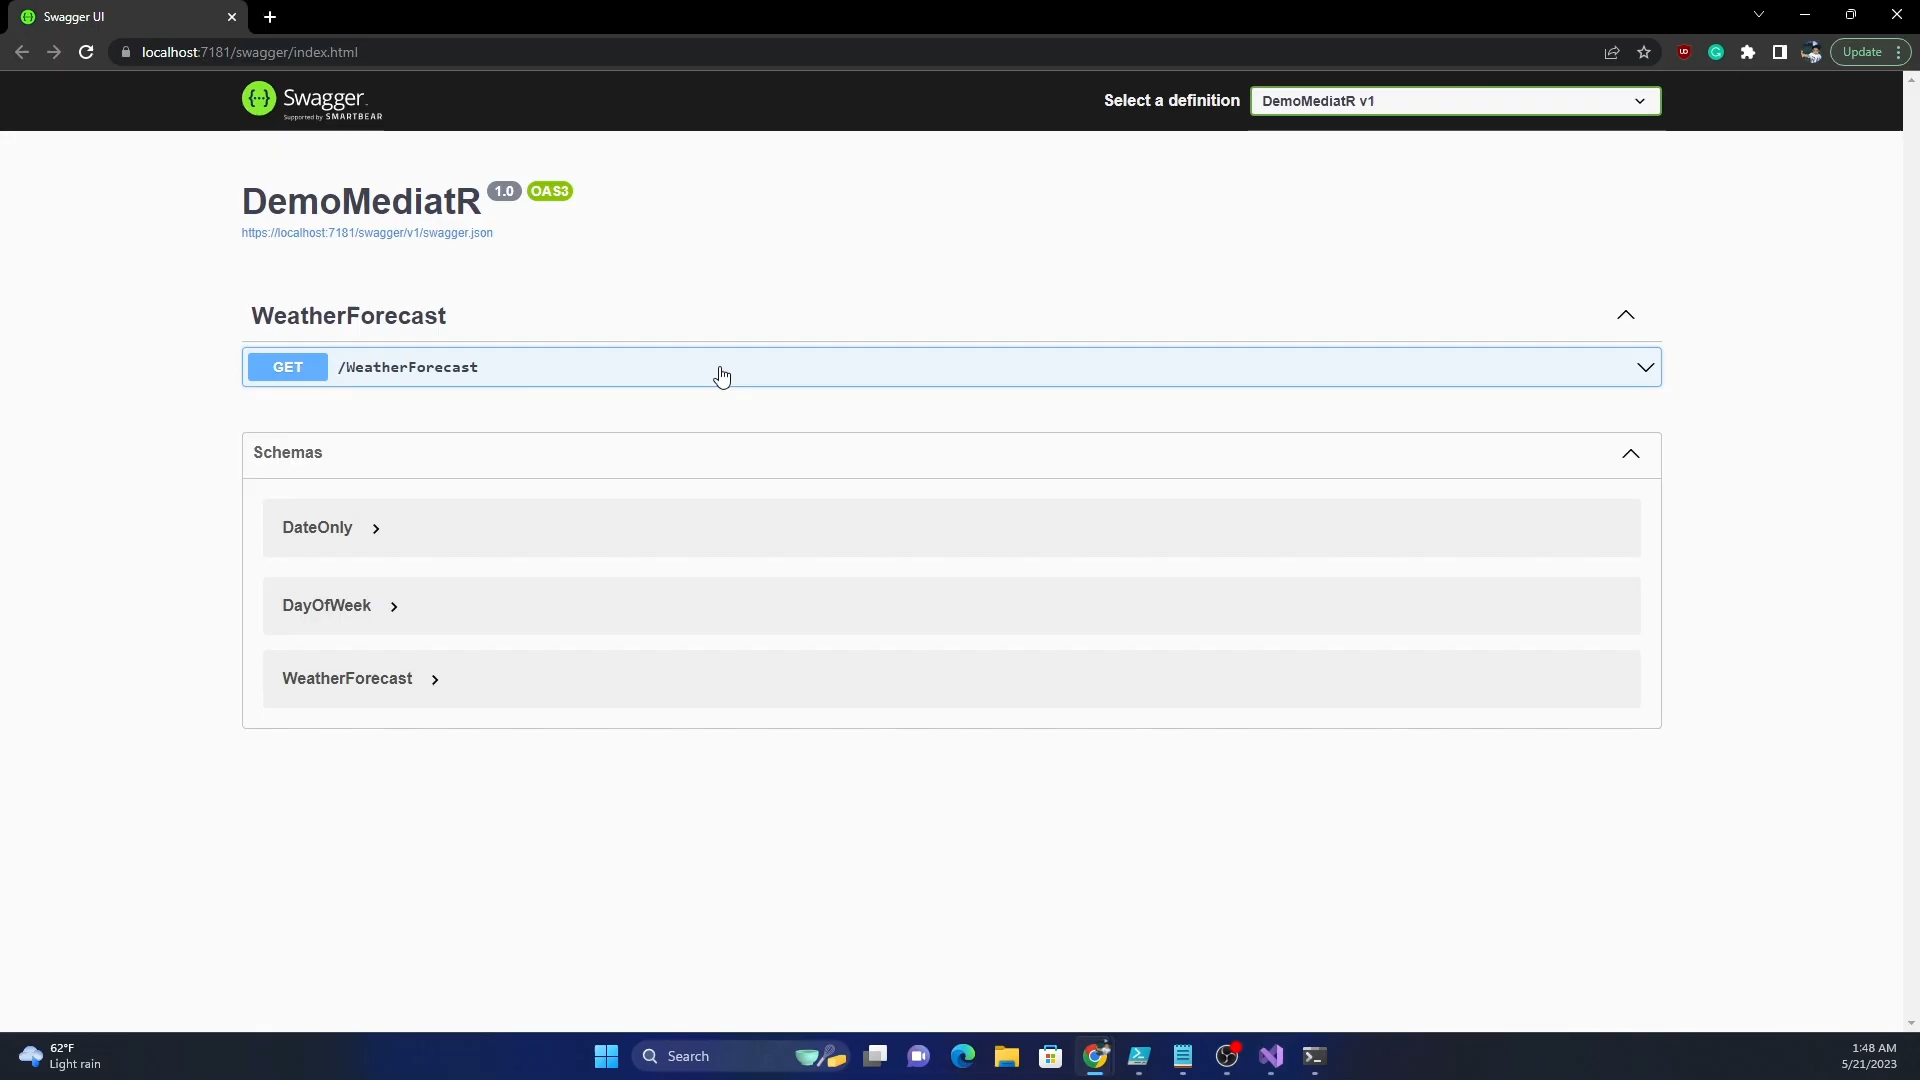 Swagger UI
localhost:7181/swagger/index.html
Update
Swagger
Supported by SMARTBEAR
Select a definition
DemoMediatR v1
DemoMediatR 1.0 OAS3
https://localhost:7181/swagger/v1/swagger.json
WeatherForecast
GET /WeatherForecast
Schemas
DateOnly
DayOfWeek
WeatherForecast
62°F
Light rain
Search
1:48 AM
5/21/2023